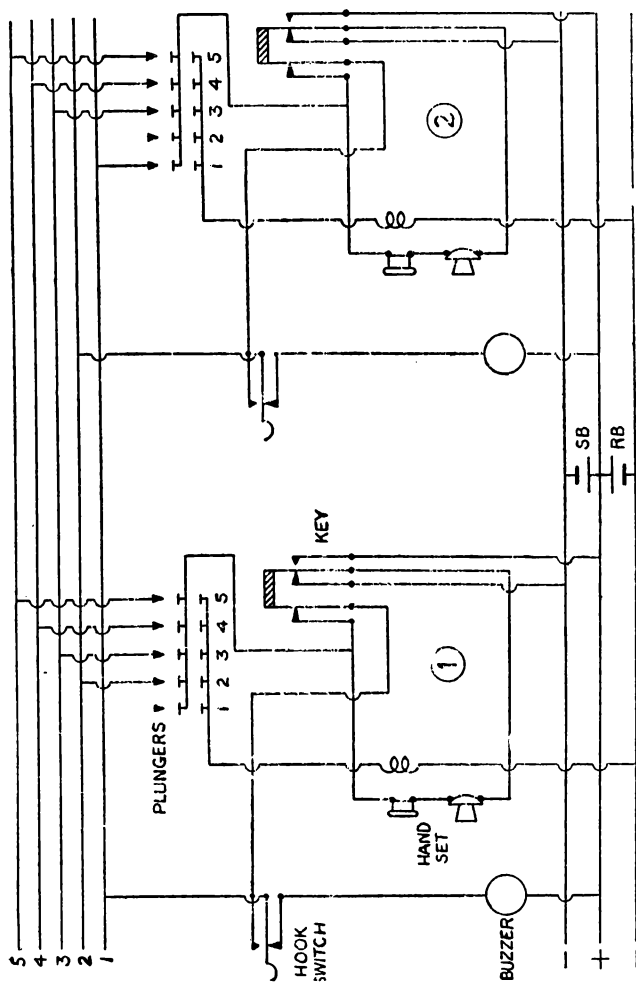 5
4
3
2
1
PLUNGERS
1 2 3 4 5
1 2 3 4 5
KEY
1
2
HAND
SET
HOOK
SWITCH
BUZZER
SB
RB
−
+